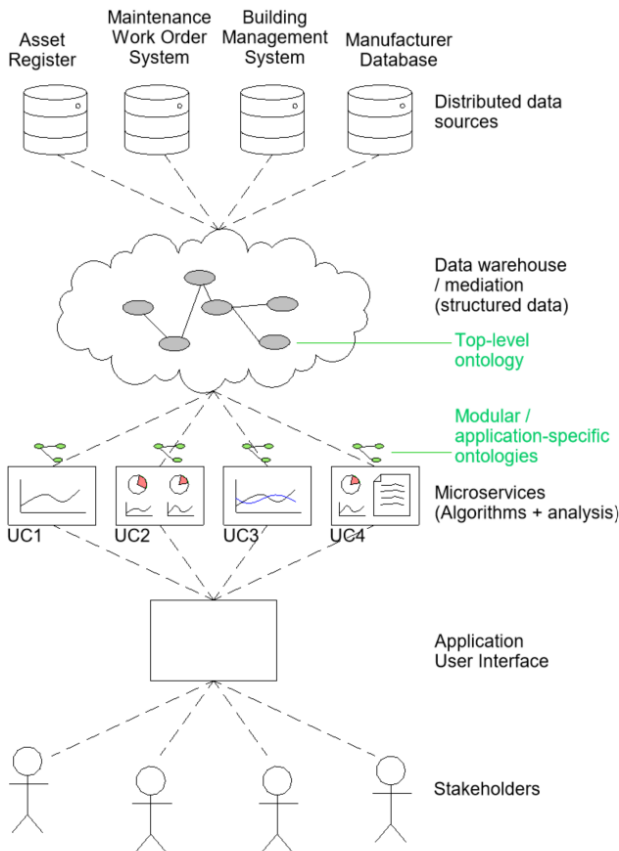 Asset
Register
Maintenance
Work Order
System
Building
Management
System
Manufacturer
Database
Distributed data
sources
Data warehouse
/ mediation
(structured data)
Top-level
ontology
Modular /
application-specific
ontologies
Microservices
(Algorithms + analysis)
UC1
UC2
UC3
UC4
Application
User Interface
Stakeholders